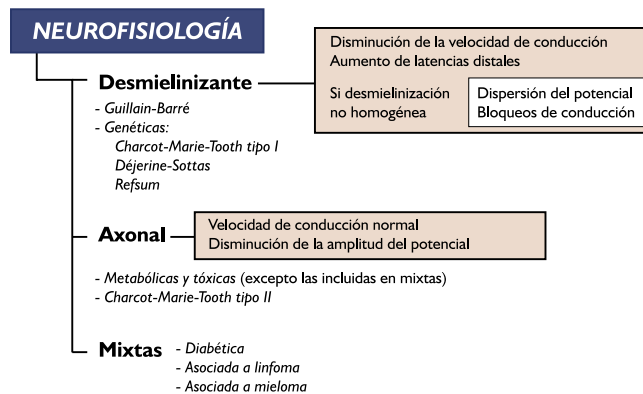 NEUROFISIOLOGÍA
Desmielinizante
- Guillain-Barré
- Genéticas:
Charcot-Marie-Tooth tipo I
Déjerine-Sottas
Refsum
Disminución de la velocidad de conducción
Aumento de latencias distales
Si desmielinización
no homogénea
Dispersión del potencial
Bloqueos de conducción
Axonal
Velocidad de conducción normal
Disminución de la amplitud del potencial
- Metabólicas y tóxicas (excepto las incluidas en mixtas)
- Charcot-Marie-Tooth tipo II
Mixtas
- Diabética
- Asociada a linfoma
- Asociada a mieloma